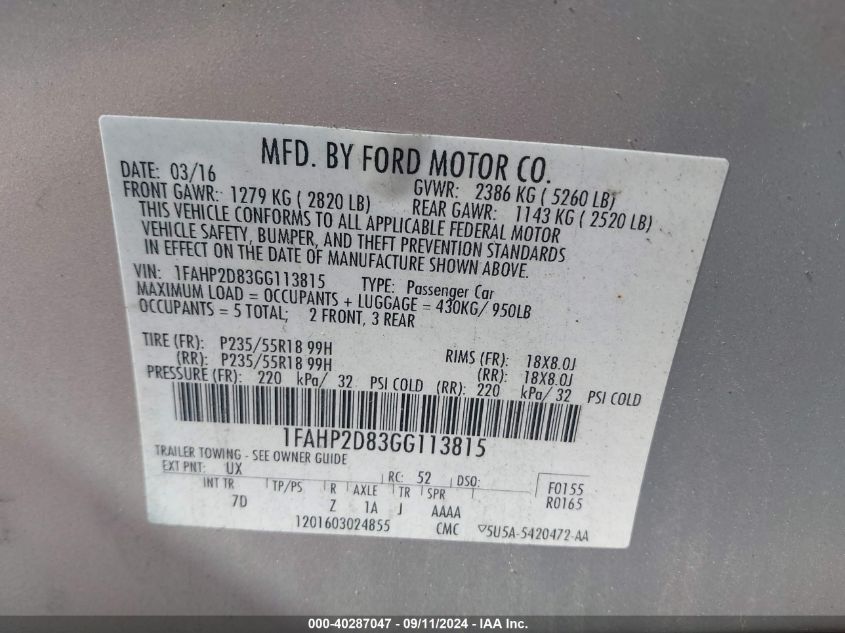 MFD. BY FORD MOTOR CO.
DATE: 03/16 GVWR: 2386 KG ( 5260 LB)
FRONT GAWR: 1279 KG ( 2820 LB) REAR GAWR: 1143 KG ( 2520 LB)
THIS VEHICLE CONFORMS TO ALL APPLICABLE FEDERAL MOTOR
VEHICLE SAFETY, BUMPER, AND THEFT PREVENTION STANDARDS
IN EFFECT ON THE DATE OF MANUFACTURE SHOWN ABOVE.
VIN: 1FAHP2D83GG113815 TYPE: Passenger Car
MAXIMUM LOAD = OCCUPANTS + LUGGAGE = 430KG/ 950LB
OCCUPANTS = 5 TOTAL; 2 FRONT, 3 REAR
TIRE (FR): P235/55R18 99H RIMS (FR): 18X8.0J
(RR): P235/55R18 99H (RR): 18X8.0J
PRESSURE (FR): 220 kPa/ 32 PSI COLD (RR): 220 kPa/ 32 PSI COLD
1FAHP2D83GG113815
TRAILER TOWING - SEE OWNER GUIDE
EXT PNT: UX RC: 52 DSO: F0155
INT TR TP/PS R AXLE TR SPR R0165
7D Z 1A J AAAA
1201603024855 CMC ▽5U5A-5420472-AA
000-40287047 - 09/11/2024 - IAA Inc.